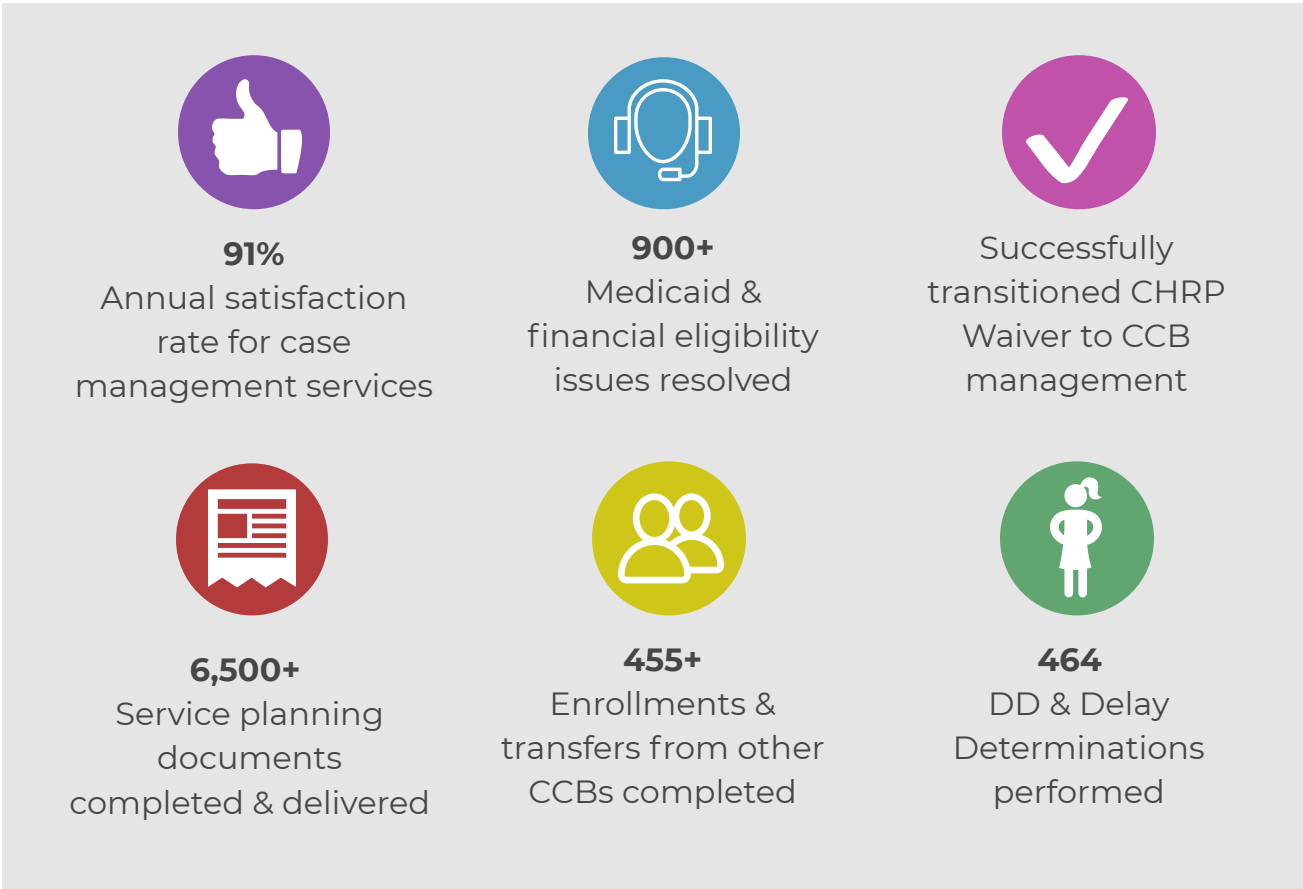 91%
Annual satisfaction
rate for case
management services
900+
Medicaid &
financial eligibility
issues resolved
Successfully
transitioned CHRP
Waiver to CCB
management
6,500+
Service planning
documents
completed & delivered
455+
Enrollments &
transfers from other
CCBs completed
464
DD & Delay
Determinations
performed